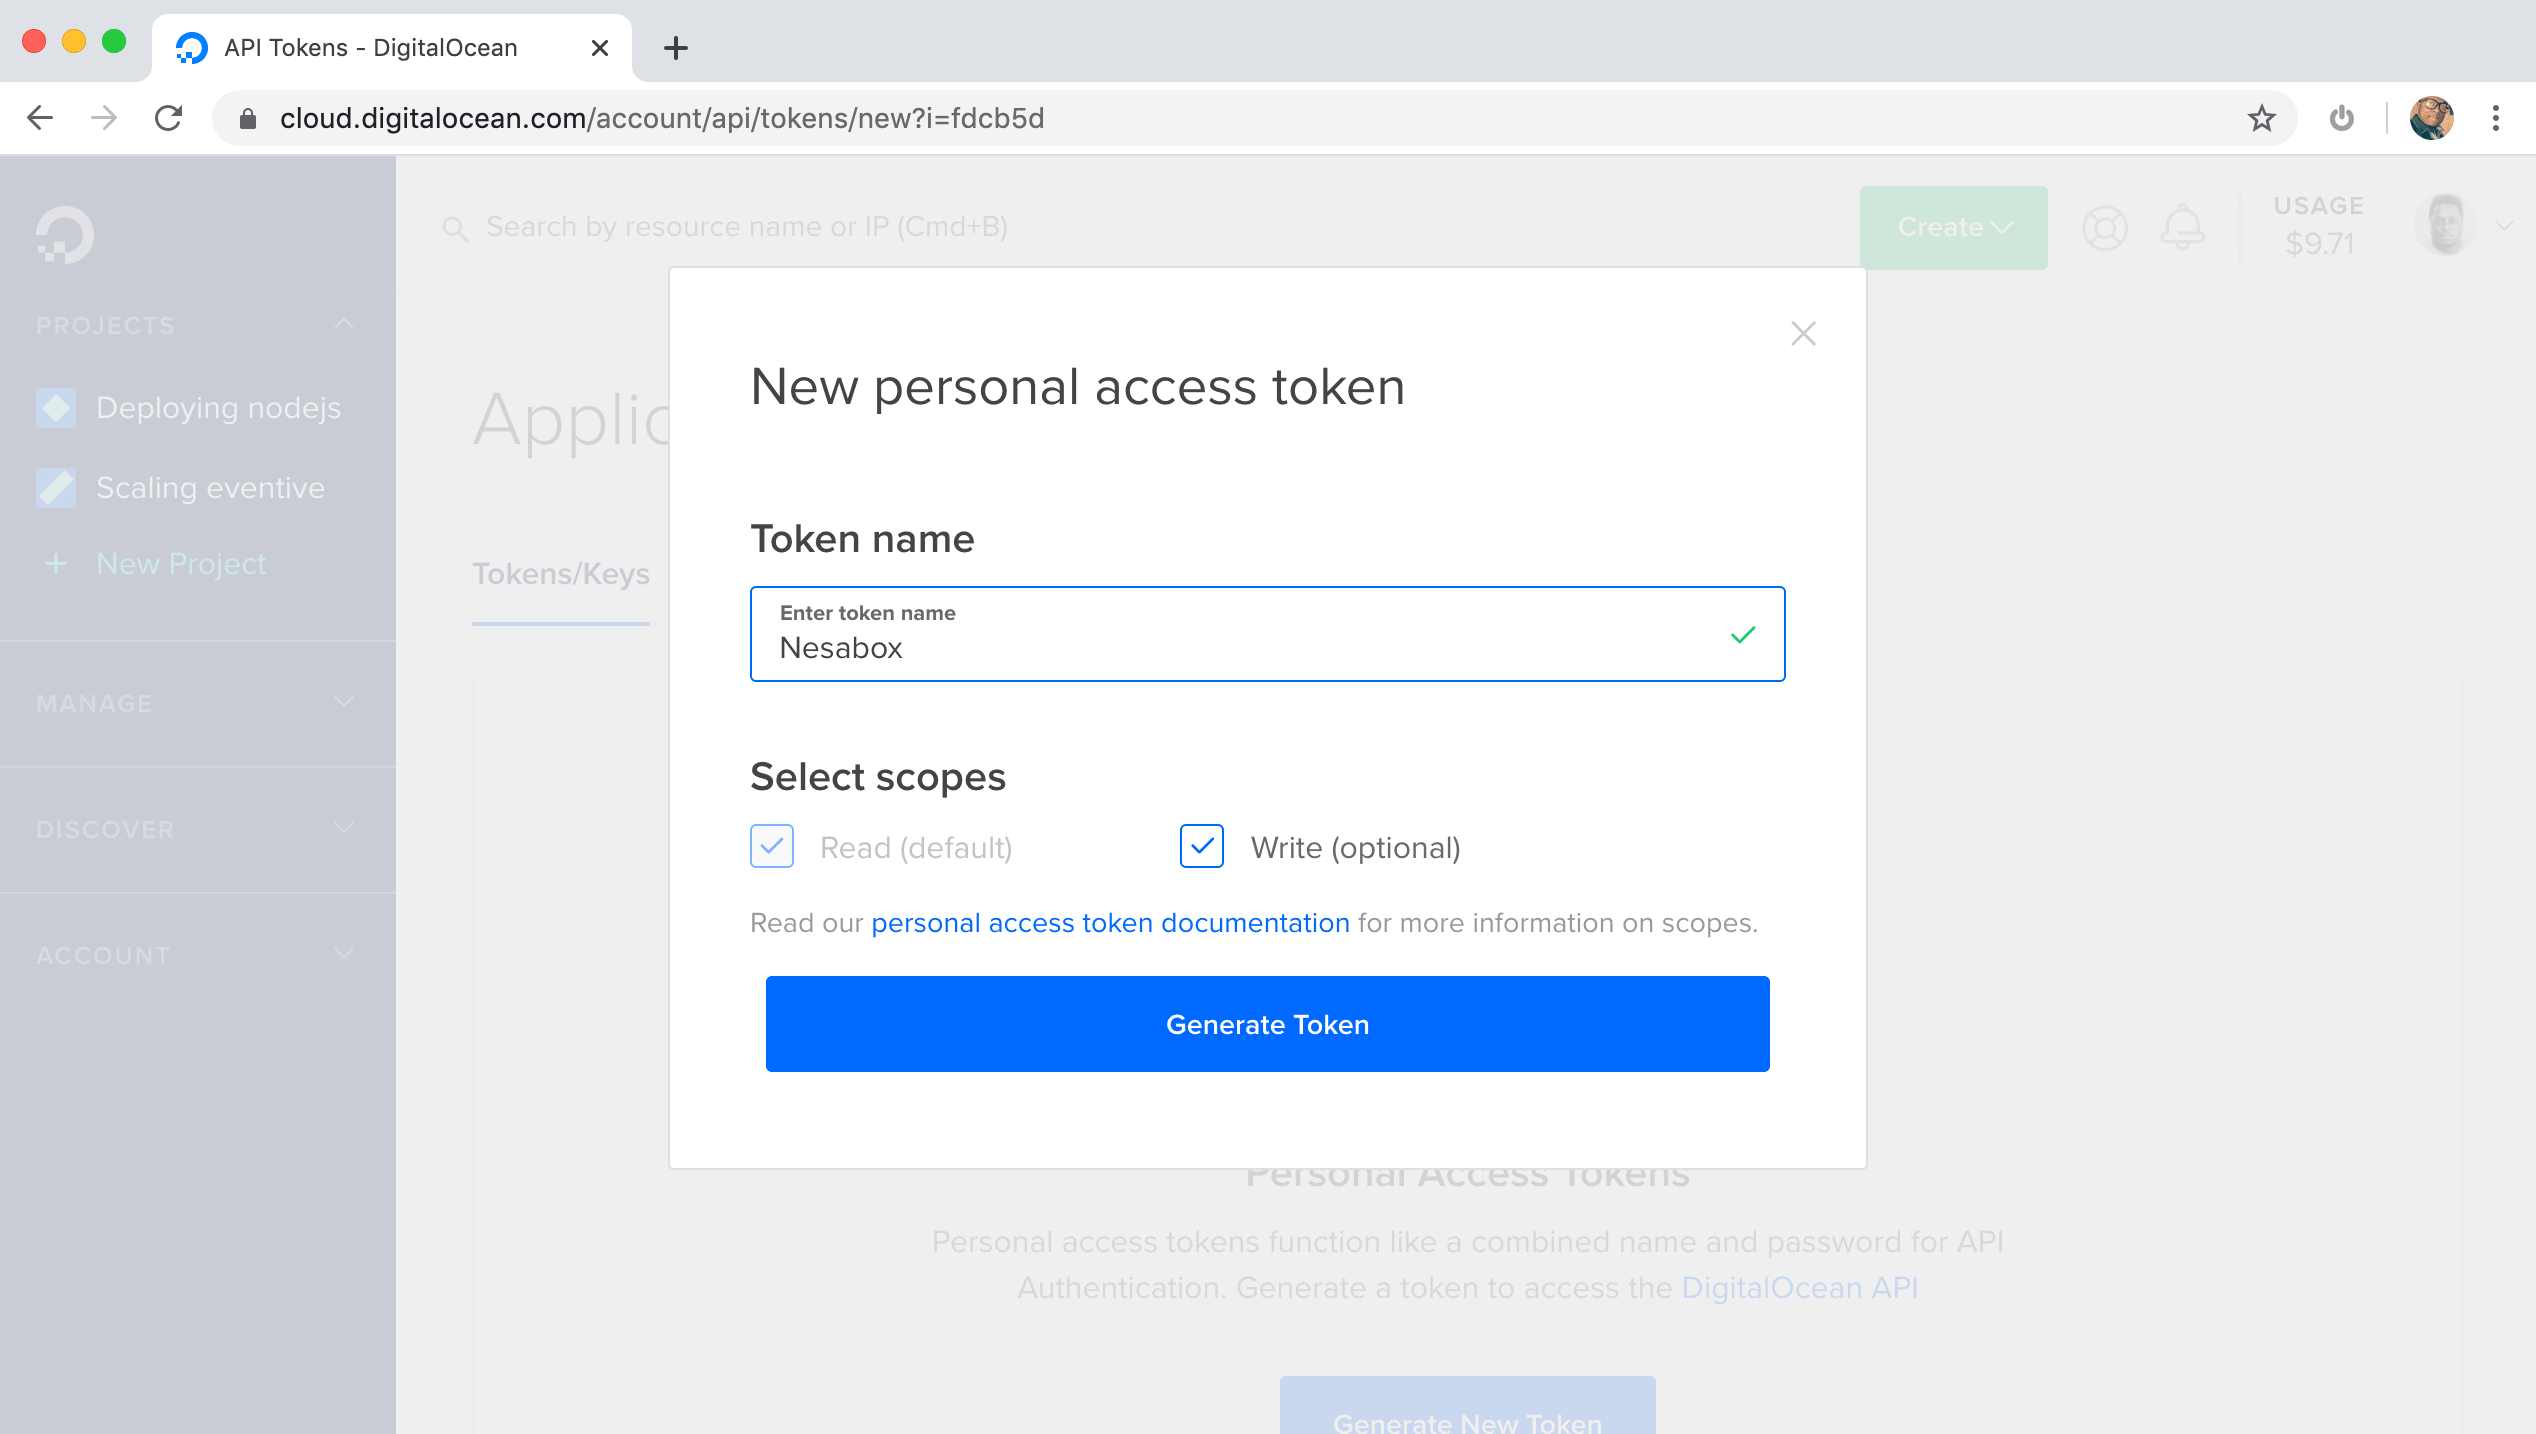 API Tokens - DigitalOcean
cloud.digitalocean.com/account/api/tokens/new?i=fdcb5d
Search by resource name or IP (Cmd+B)
Create
USAGE
$9.71
PROJECTS
Deploying nodejs
Scaling eventive
+ New Project
MANAGE
DISCOVER
ACCOUNT
Applic
Tokens/Keys
New personal access token
Token name
Enter token name
Nesabox
Select scopes
Read (default)
Write (optional)
Read our personal access token documentation for more information on scopes.
Generate Token
Personal Access Tokens
Personal access tokens function like a combined name and password for API
Authentication. Generate a token to access the DigitalOcean API
Generate New Token